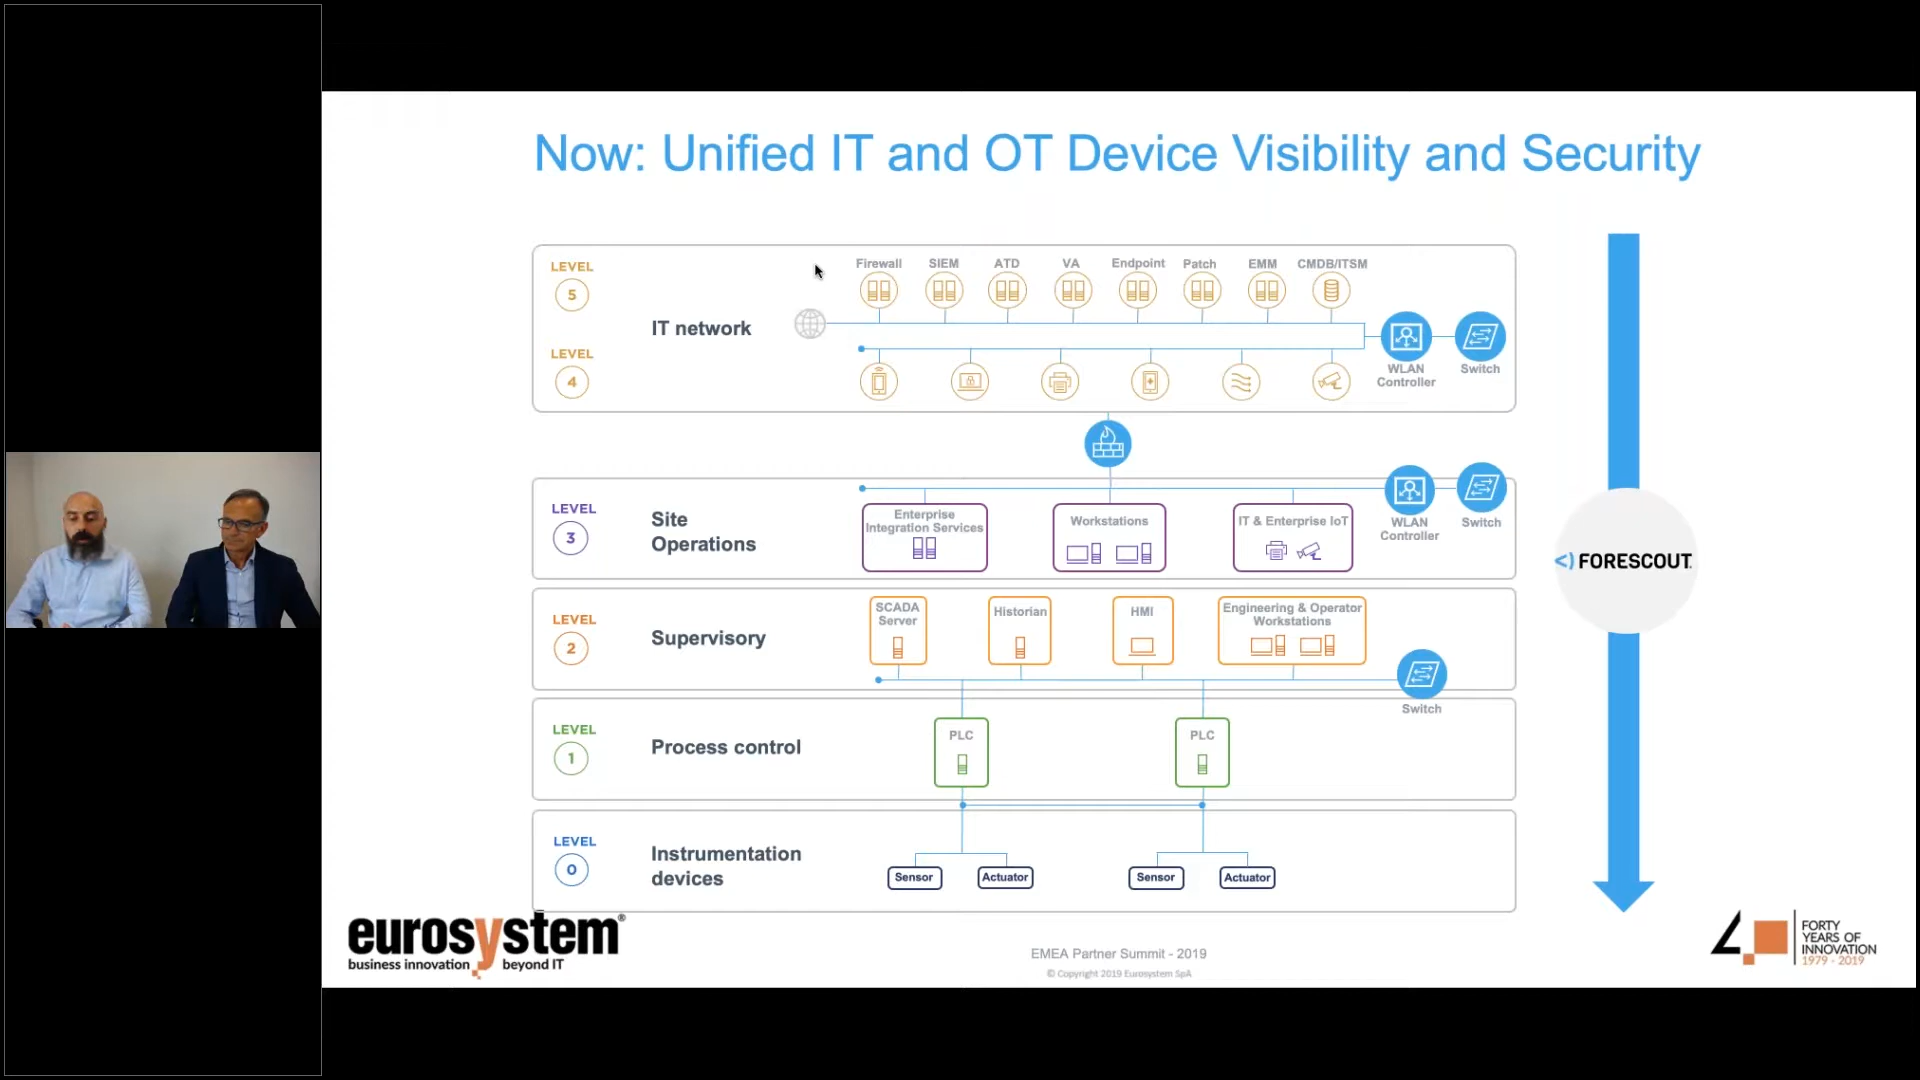 Now: Unified IT and OT Device Visibility and Security
LEVEL
5
LEVEL
4
IT network
Firewall
SIEM
ATD
VA
Endpoint
Patch
EMM
CMDB/ITSM
WLAN
Controller
Switch
LEVEL
3
Site
Operations
Enterprise
Integration Services
Workstations
IT & Enterprise IoT
WLAN
Controller
Switch
<) FORESCOUT.
LEVEL
2
Supervisory
SCADA
Server
Historian
HMI
Engineering & Operator
Workstations
Switch
LEVEL
1
Process control
PLC
PLC
LEVEL
0
Instrumentation
devices
Sensor
Actuator
Sensor
Actuator
eurosystem®
business innovation beyond IT
EMEA Partner Summit - 2019
© Copyright 2019 Eurosystem SpA
40
FORTY
YEARS OF
INNOVATION
1979 - 2019